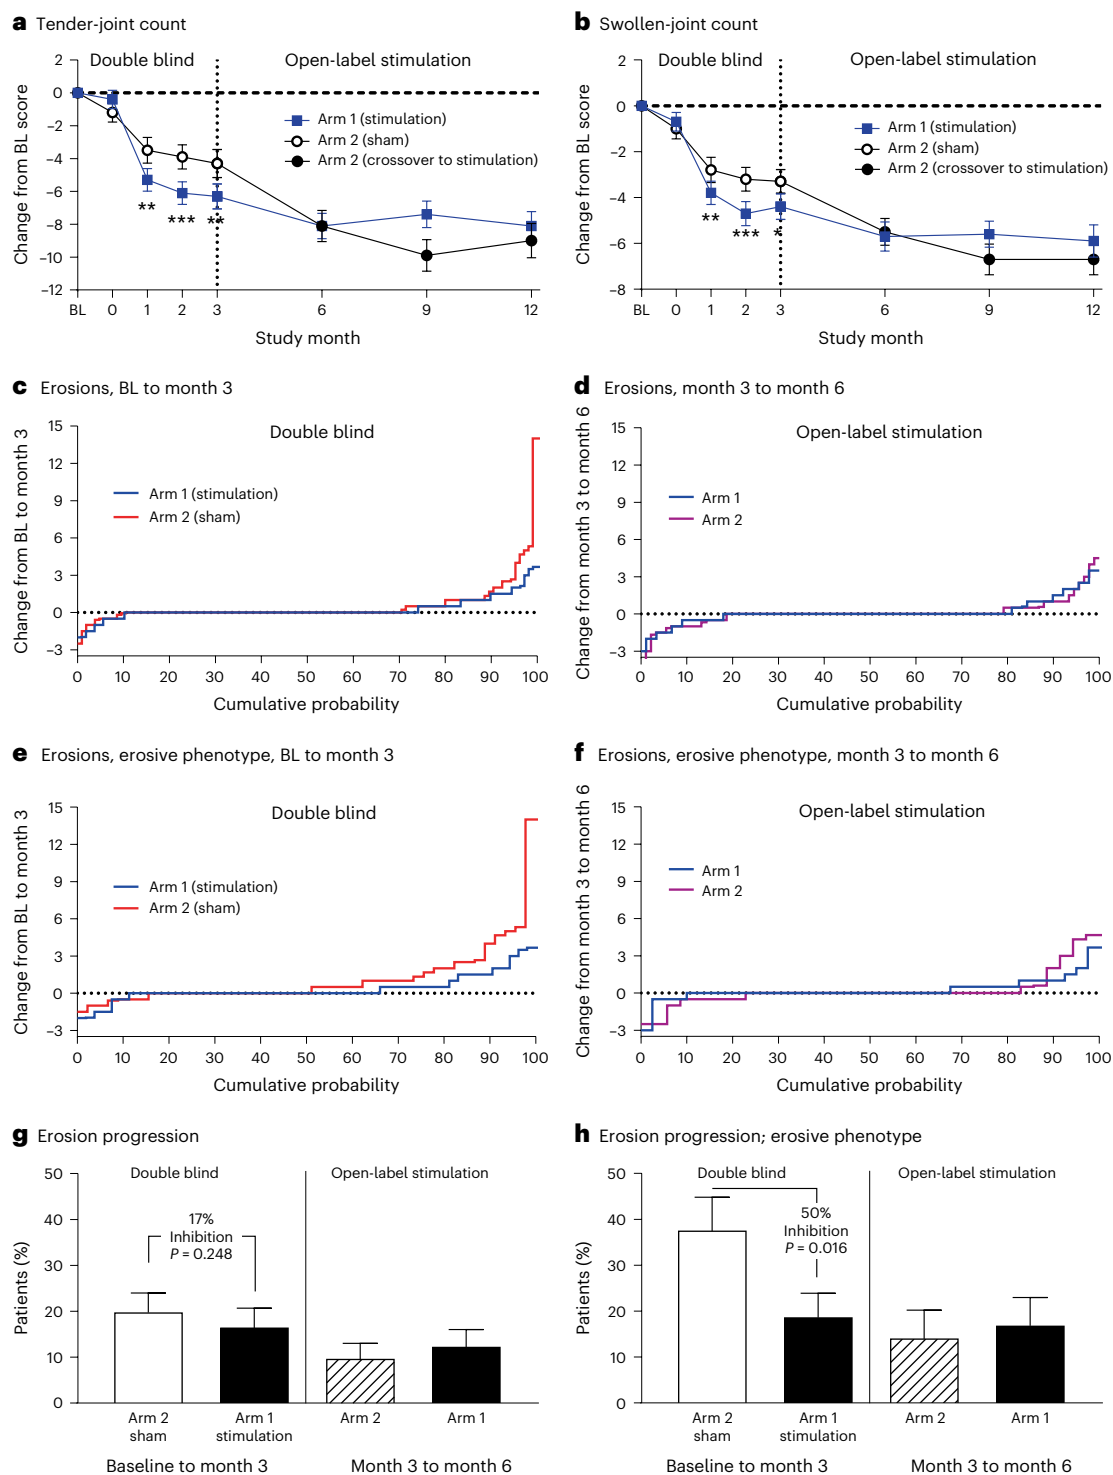 a Tender-joint count
2
0
−2
−4
−6
−8
−10
−12
Change from BL score
Double blind
Open-label stimulation
Arm 1 (stimulation)
Arm 2 (sham)
Arm 2 (crossover to stimulation)
**
***
**
BL 0 1 2 3 6 9 12
Study month
b Swollen-joint count
2
0
−2
−4
−6
−8
Change from BL score
Double blind
Open-label stimulation
Arm 1 (stimulation)
Arm 2 (sham)
Arm 2 (crossover to stimulation)
**
***
*
BL 0 1 2 3 6 9 12
Study month
c Erosions, BL to month 3
15
12
9
6
3
0
−3
Change from BL to month 3
Double blind
Arm 1 (stimulation)
Arm 2 (sham)
0 10 20 30 40 50 60 70 80 90 100
Cumulative probability
d Erosions, month 3 to month 6
15
12
9
6
3
0
−3
Change from month 3 to month 6
Open-label stimulation
Arm 1
Arm 2
0 10 20 30 40 50 60 70 80 90 100
Cumulative probability
e Erosions, erosive phenotype, BL to month 3
15
12
9
6
3
0
−3
Change from BL to month 3
Double blind
Arm 1 (stimulation)
Arm 2 (sham)
0 10 20 30 40 50 60 70 80 90 100
Cumulative probability
f Erosions, erosive phenotype, month 3 to month 6
15
12
9
6
3
0
−3
Change from month 3 to month 6
Open-label stimulation
Arm 1
Arm 2
0 10 20 30 40 50 60 70 80 90 100
Cumulative probability
g Erosion progression
50
40
30
20
10
0
Patients (%)
Double blind
Open-label stimulation
17%
Inhibition
P = 0.248
Arm 2
sham
Arm 1
stimulation
Arm 2
Arm 1
Baseline to month 3
Month 3 to month 6
h Erosion progression; erosive phenotype
50
40
30
20
10
0
Patients (%)
Double blind
Open-label stimulation
50%
Inhibition
P = 0.016
Arm 2
sham
Arm 1
stimulation
Arm 2
Arm 1
Baseline to month 3
Month 3 to month 6